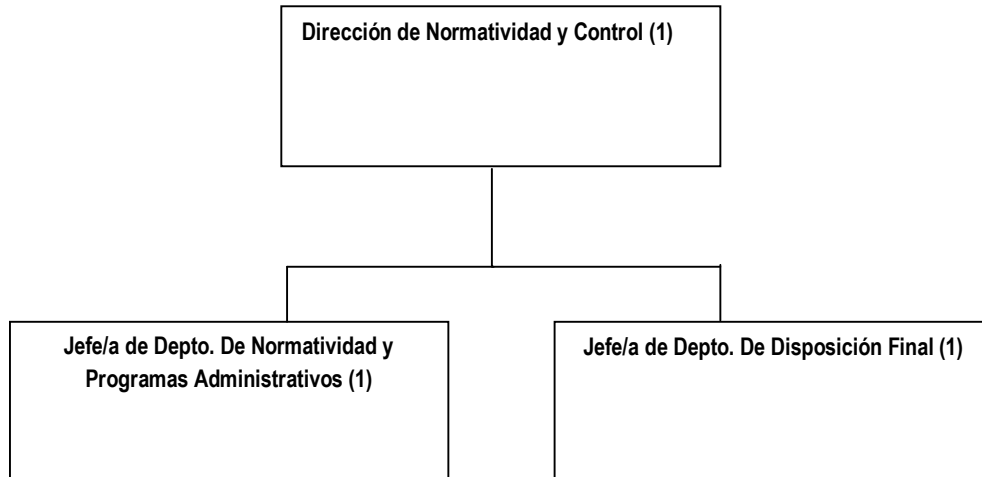 Dirección de Normatividad y Control (1)
Jefe/a de Depto. De Normatividad y
Programas Administrativos (1)
Jefe/a de Depto. De Disposición Final (1)